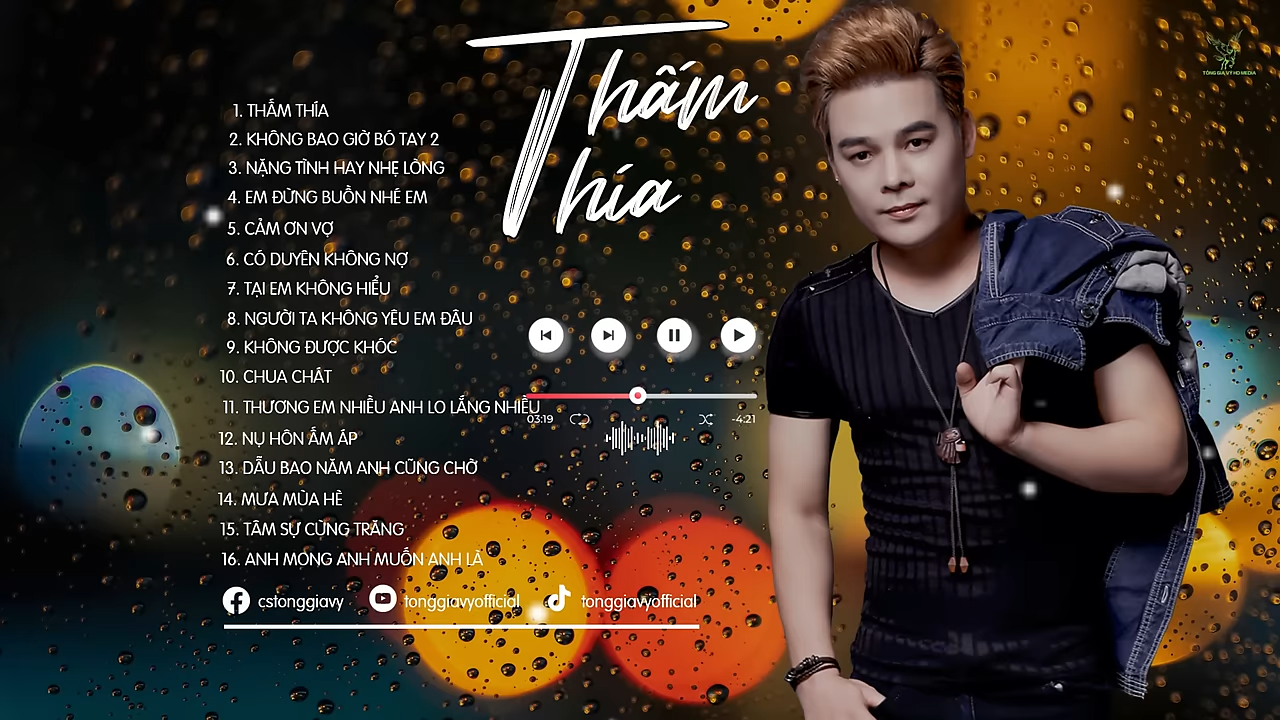 Thấm
Thía
TỐNG GIA VỸ HD MEDIA
1. THẤM THÍA
2. KHÔNG BAO GIỜ BÓ TAY 2
3. NẶNG TÌNH HAY NHẸ LÒNG
4. EM ĐỪNG BUỒN NHÉ EM
5. CẢM ƠN VỢ
6. CÓ DUYÊN KHÔNG NỢ
7. TẠI EM KHÔNG HIỂU
8. NGƯỜI TA KHÔNG YÊU EM ĐÂU
9. KHÔNG ĐƯỢC KHÓC
10. CHUA CHÁT
11. THƯƠNG EM NHIỀU ANH LO LẮNG NHIỀU
12. NỤ HÔN ẤM ÁP
13. DẪU BAO NĂM ANH CŨNG CHỜ
14. MƯA MÙA HÈ
15. TÂM SỰ CÙNG TRĂNG
16. ANH MONG ANH MUỐN ANH LÀ
03:19
-4:21
cstonggiavy
tonggiavyofficial
tonggiavyofficial